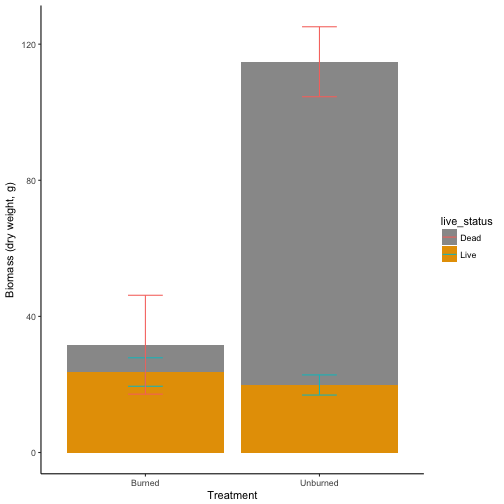 120
80
40
0
Biomass (dry weight, g)
Burned
Unburned
Treatment
live_status
Dead
Live